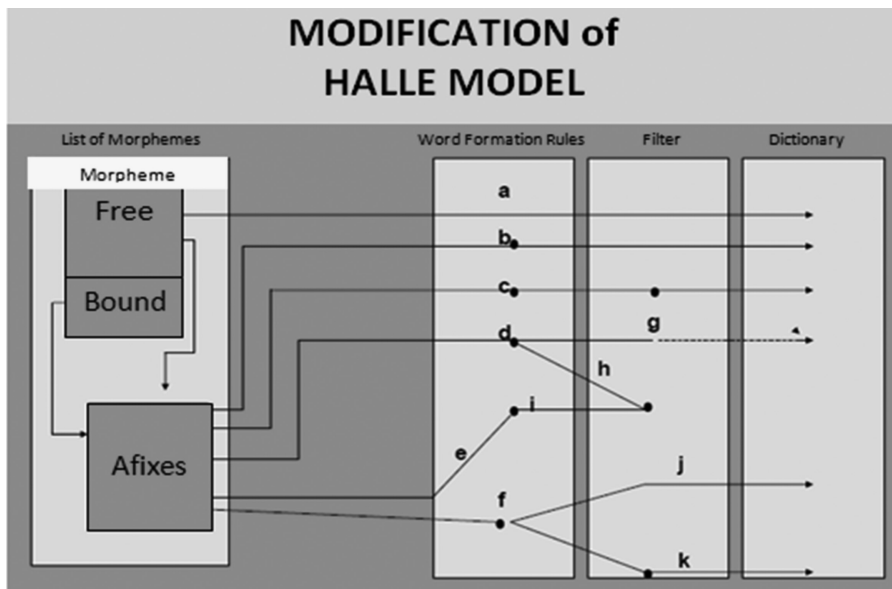 MODIFICATION of
HALLE MODEL
List of Morphemes
Word Formation Rules
Filter
Dictionary
Morpheme
Free
Bound
Afixes
a
b
c
d
g
h
i
e
j
f
k